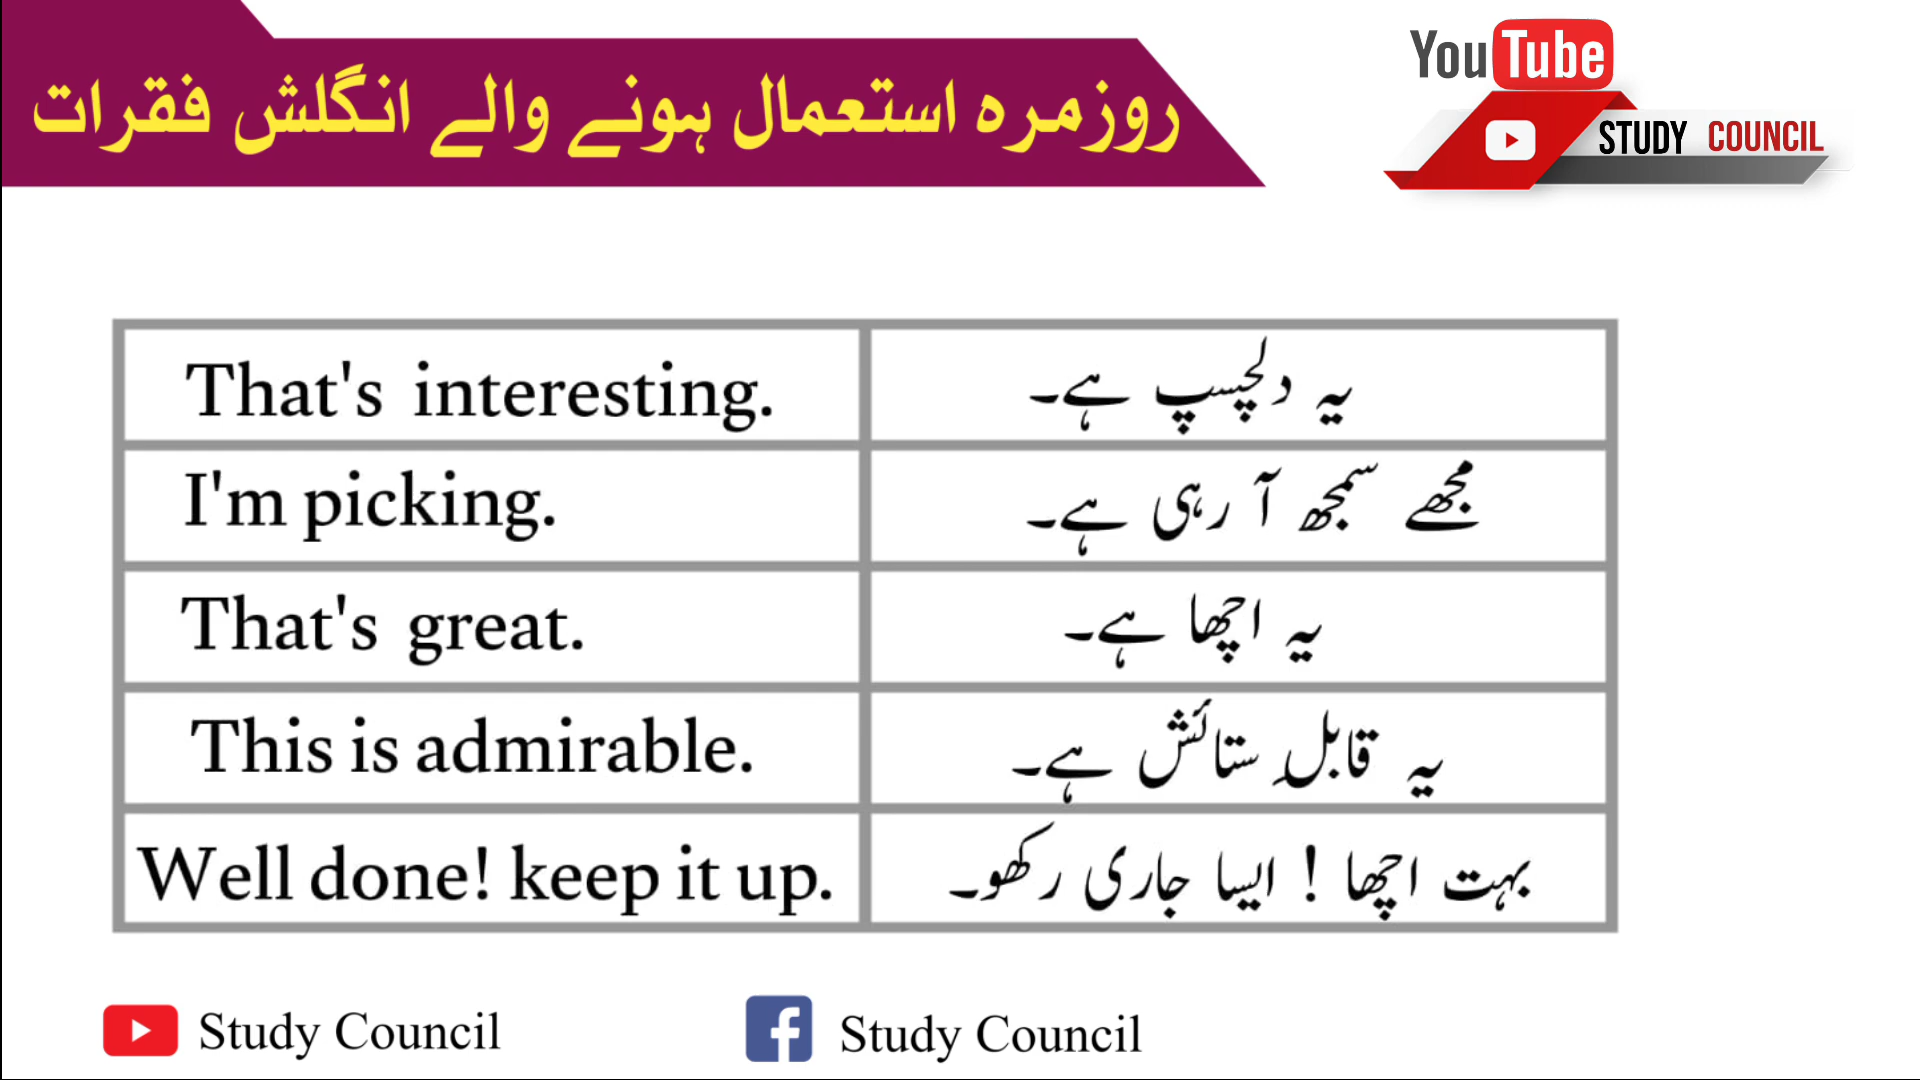 روزمرہ استعمال ہونے والے انگلش فقرات
YouTube
STUDY COUNCIL
That's interesting.
یہ دلچسپ ہے۔
I'm picking.
مجھے سمجھ آ رہی ہے۔
That's great.
یہ اچھا ہے۔
This is admirable.
یہ قابلِ ستائش ہے۔
Well done! keep it up.
بہت اچھا ! ایسا جاری رکھو۔
Study Council
Study Council